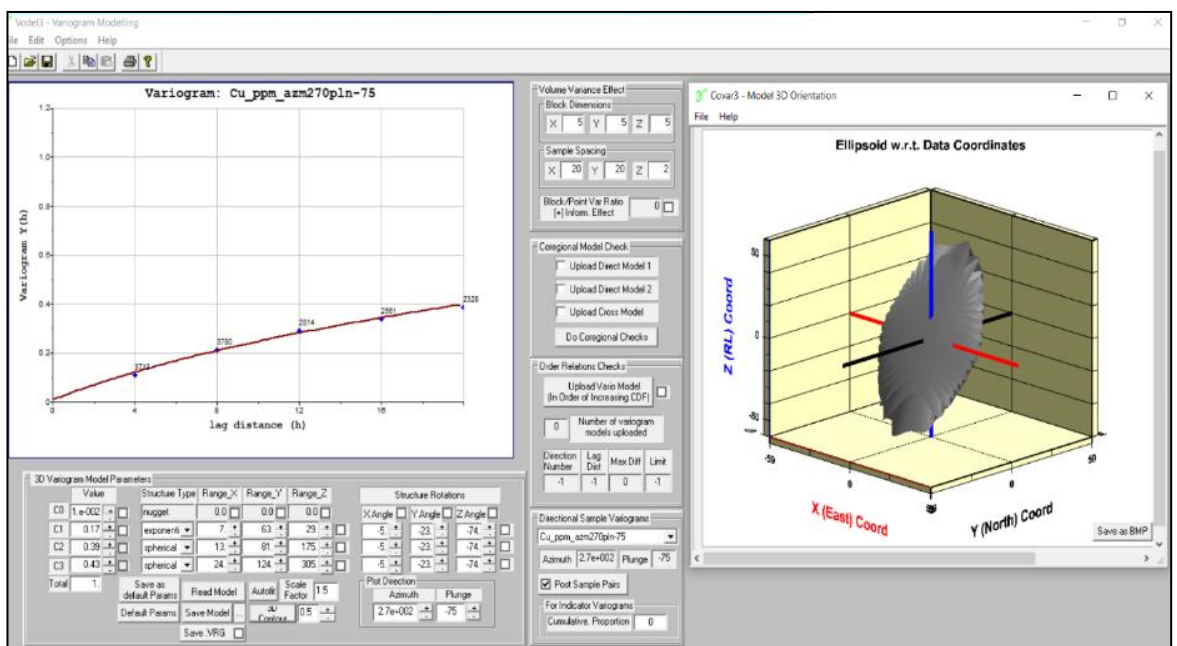 Vodel3 - Variogram Modelling
File Edit Options Help
Variogram: Cu_ppm_azm270pln-75
Variogram Y(h)
1.2
1.0
0.8
0.6
0.4
0.2
0 4 8 12 16
3780
2814
2328
lag distance (h)
Volume Variance Effect
Block Dimensions
X 5 Y 5 Z 5
Sample Spacing
X 20 Y 20 Z 2
Block/Point Var Ratio 0
[+] Inform. Effect
Coregional Model Check
Upload Direct Model 1
Upload Direct Model 2
Upload Cross Model
Do Coregional Checks
Order Relations Checks
Upload Vario Model
(In Order of Increasing CDF)
0 Number of variogram
models uploaded
Direction Number Lag Dist Max Diff Limit
-1 -1 0 -1
Directional Sample Variograms
Cu_ppm_azm270pln-75
Azimuth 2.7e+002 Plunge -75
Post Sample Pairs
For Indicator Variograms
Cumulative. Proportion 0
Covar3 - Model 3D Orientation
File Help
Ellipsoid w.r.t. Data Coordinates
Z (RL) Coord
50
0
-50
X (East) Coord
-50 0
Y (North) Coord
0 50
Save as BMP
3D Variogram Model Parameters
Value Structure Type Range_X Range_Y Range_Z Structure Rotations
X Angle Y Angle Z Angle
C0 1.e-002 nugget 0.0 0.0 0.0
C1 0.17 exponenti 7. 63. 29. -5. -23. -74.
C2 0.39 spherical 13. 81. 175. -5. -23. -74.
C3 0.43 spherical 24. 124. 305. -5. -23. -74.
Total 1.
Save as default Params Read Model Autofit Scale Factor 1.5
Default Params Save Model ... 3D Contour 0.5
Save .VRG
Plot Direction
Azimuth Plunge
2.7e+002 -75